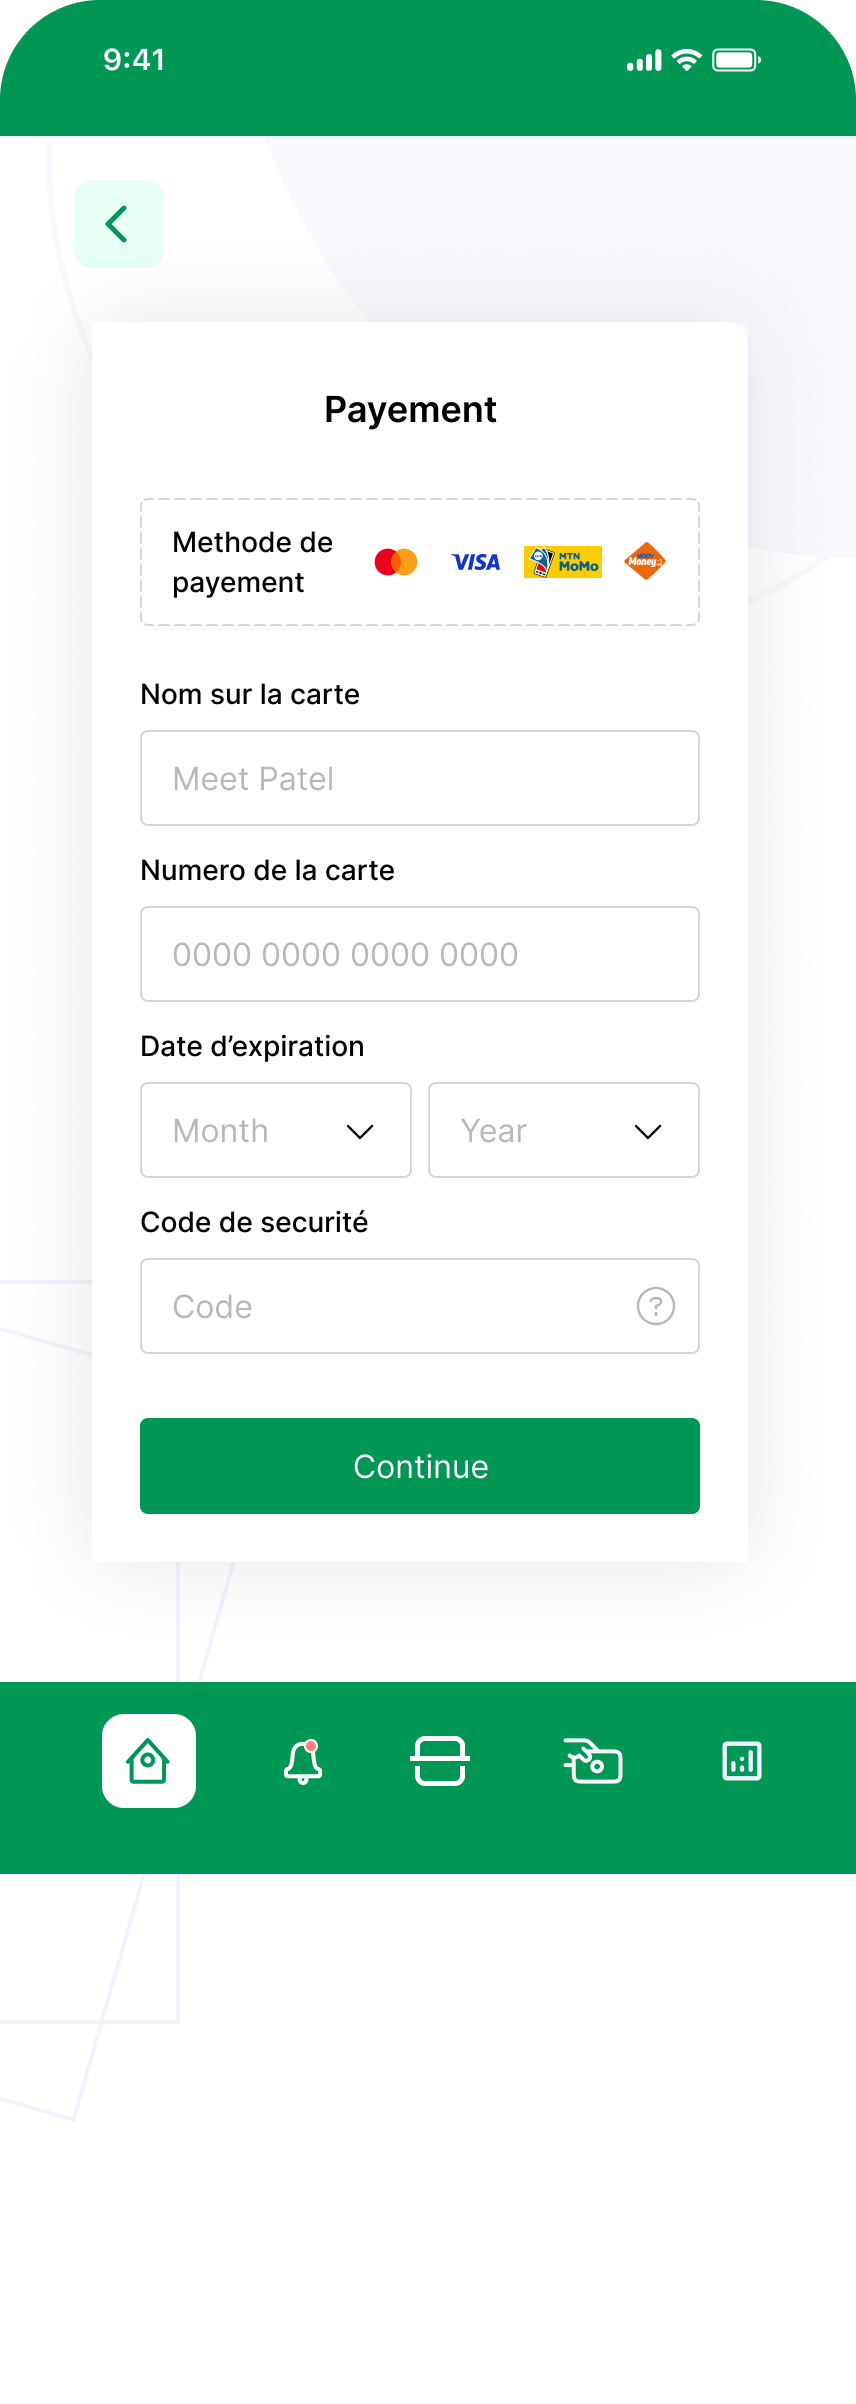 9:41
Payement
Methode de
payement
VISA
MTN
MoMo
MOOV
Money
Nom sur la carte
Meet Patel
Numero de la carte
0000 0000 0000 0000
Date d’expiration
Month
Year
Code de securité
Code
?
Continue